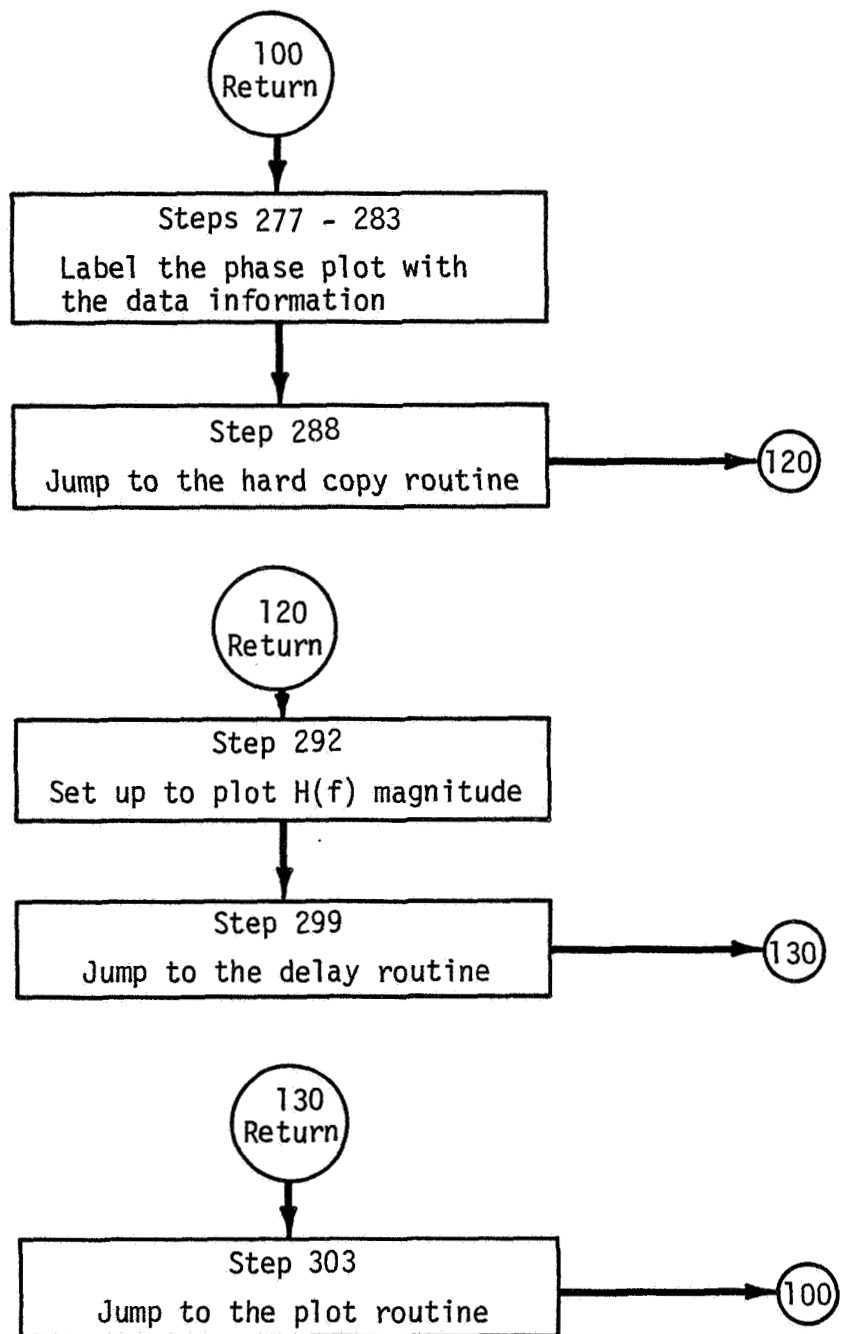 100
Return
Steps 277 - 283
Label the phase plot with
the data information
Step 288
Jump to the hard copy routine
120
120
Return
Step 292
Set up to plot H(f) magnitude
Step 299
Jump to the delay routine
130
130
Return
Step 303
Jump to the plot routine
100